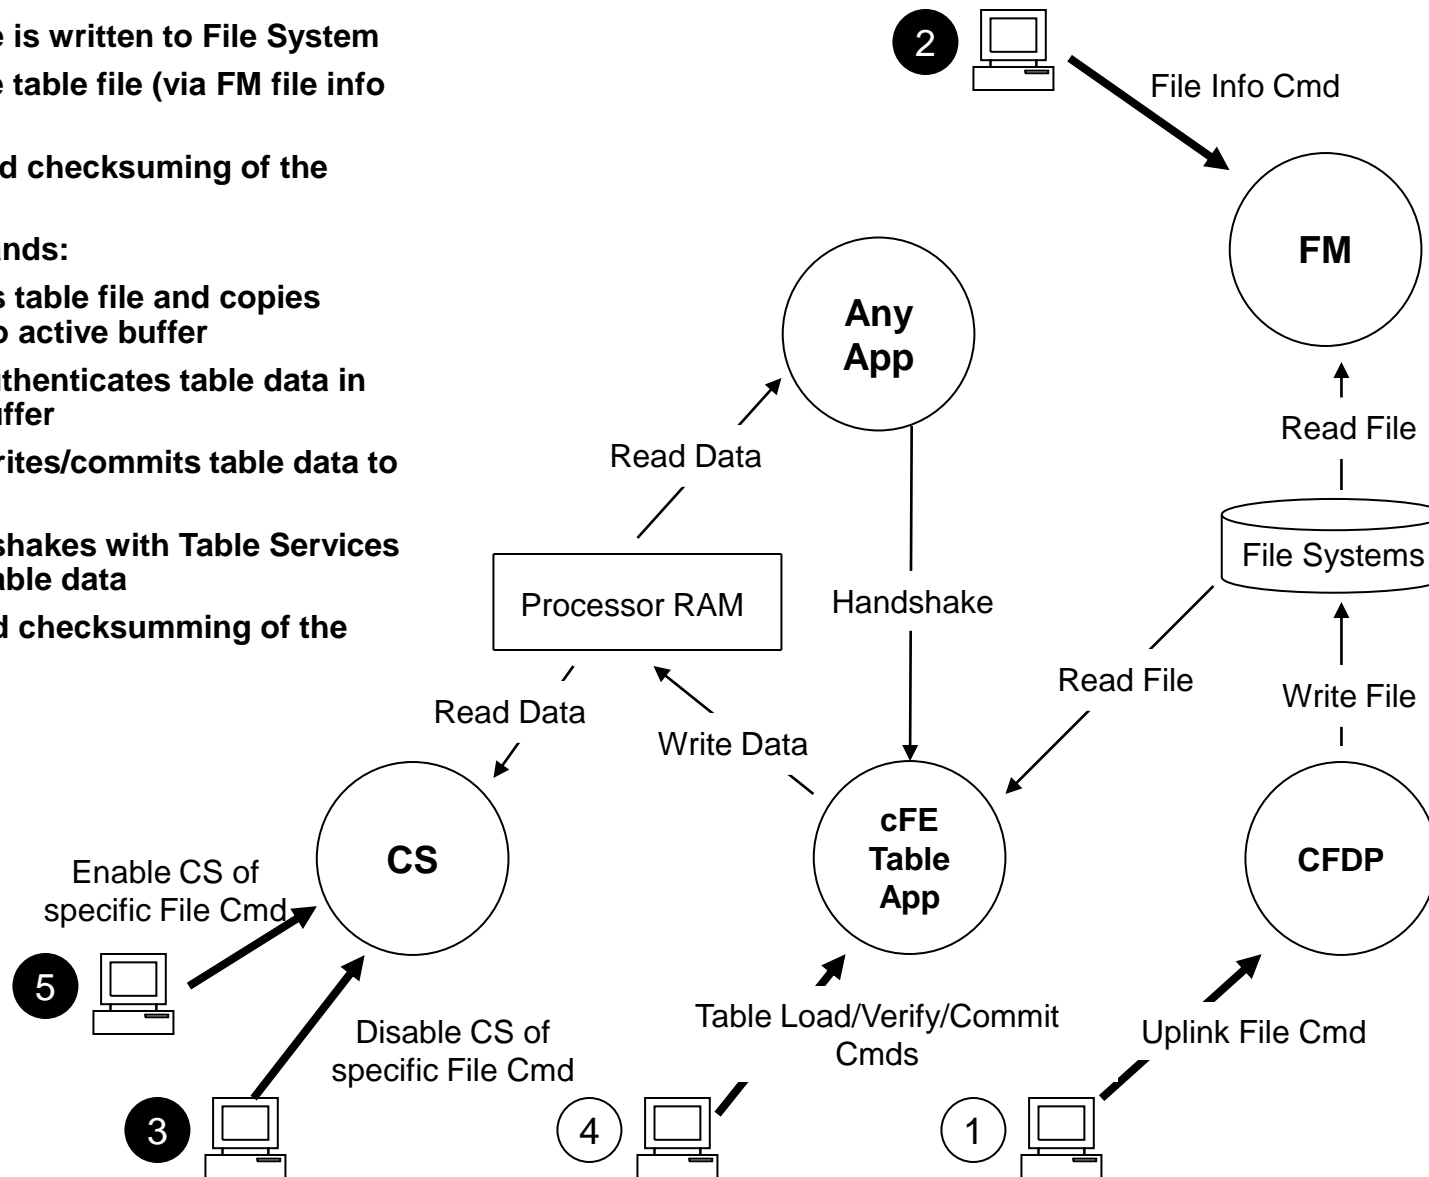 is written to File System
table file (via FM file info
checksuming of the
ands:
table file and copies
active buffer
uthenticates table data in
uffer
rites/commits table data to
shakes with Table Services
able data
checksumming of the
2
File Info Cmd
FM
Any
App
Read File
Read Data
File Systems
Processor RAM
Handshake
Read File
Write File
Read Data
Write Data
cFE
Table
App
CS
CFDP
Enable CS of
specific File Cmd
5
Table Load/Verify/Commit
Cmds
Uplink File Cmd
Disable CS of
specific File Cmd
3
4
1